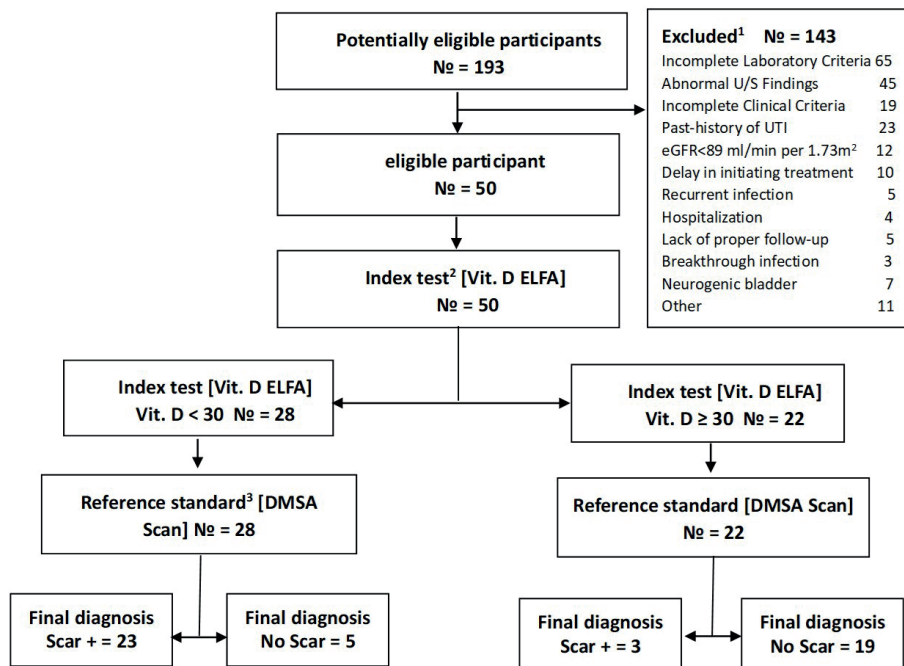 Potentially eligible participants
№ = 193
Excluded¹ № = 143
Incomplete Laboratory Criteria 65
Abnormal U/S Findings 45
Incomplete Clinical Criteria 19
Past-history of UTI 23
eGFR<89 ml/min per 1.73m² 12
Delay in initiating treatment 10
Recurrent infection 5
Hospitalization 4
Lack of proper follow-up 5
Breakthrough infection 3
Neurogenic bladder 7
Other 11
eligible participant
№ = 50
Index test² [Vit. D ELFA]
№ = 50
Index test [Vit. D ELFA]
Vit. D < 30 № = 28
Index test [Vit. D ELFA]
Vit. D ≥ 30 № = 22
Reference standard³ [DMSA
Scan] № = 28
Reference standard [DMSA Scan]
№ = 22
Final diagnosis
Scar + = 23
Final diagnosis
No Scar = 5
Final diagnosis
Scar + = 3
Final diagnosis
No Scar = 19